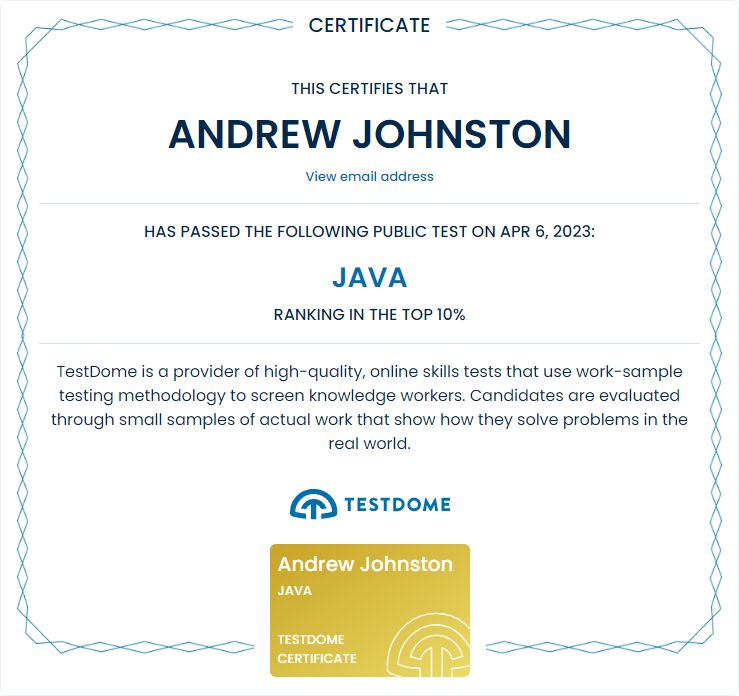 CERTIFICATE
THIS CERTIFIES THAT
ANDREW JOHNSTON
View email address
HAS PASSED THE FOLLOWING PUBLIC TEST ON APR 6, 2023:
JAVA
RANKING IN THE TOP 10%
TestDome is a provider of high-quality, online skills tests that use work-sample
testing methodology to screen knowledge workers. Candidates are evaluated
through small samples of actual work that show how they solve problems in the
real world.
TESTDOME
Andrew Johnston
JAVA
TESTDOME
CERTIFICATE